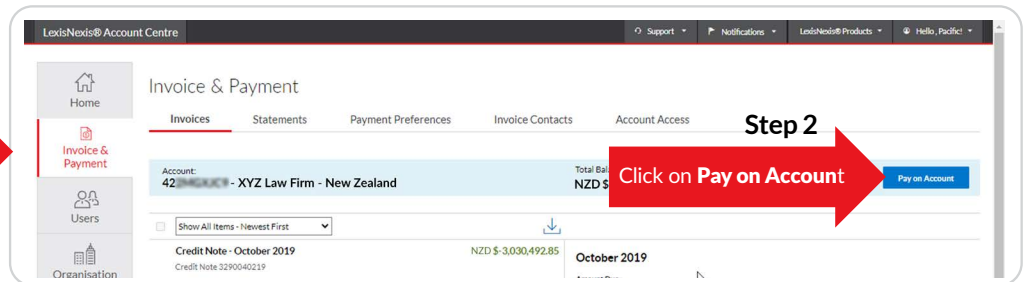 LexisNexis® Account Centre
Support
Notifications
LexisNexis® Products
Hello, Pacific!
Home
Invoice & Payment
Users
Organisation
Invoice & Payment
Invoices
Statements
Payment Preferences
Invoice Contacts
Account Access
Step 2
Click on Pay on Account
Account:
42 - XYZ Law Firm - New Zealand
Total Bal
NZD $
Pay on Account
Show All Items - Newest First
Credit Note - October 2019
NZD $-3,030,492.85
Credit Note 3290040219
October 2019